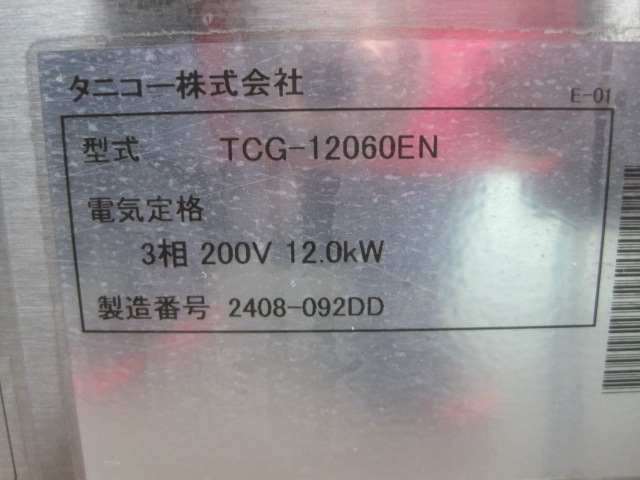 タニコー株式会社
E-01
型式 TCG-12060EN
電気定格
3相 200V 12.0kW
製造番号 2408-092DD